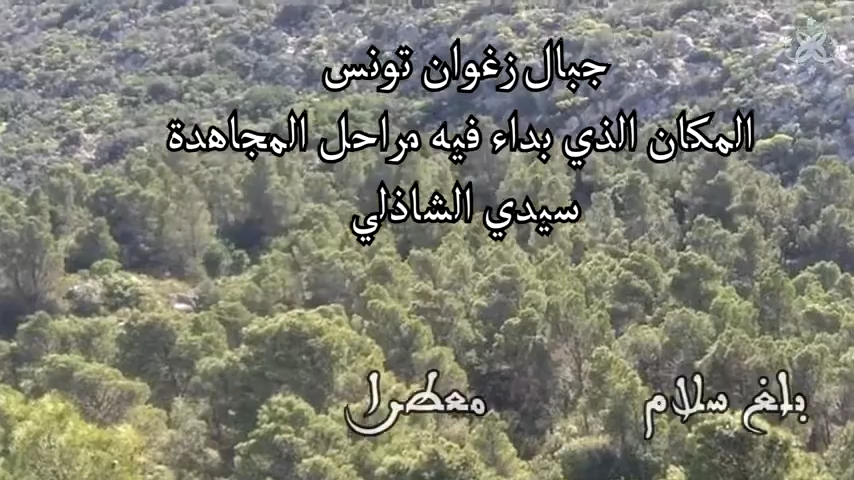 جبال زغوان تونس
المكان الذي بداء فيه مراحل المجاهدة
سيدي الشاذلي
بلغ سلام معطرا